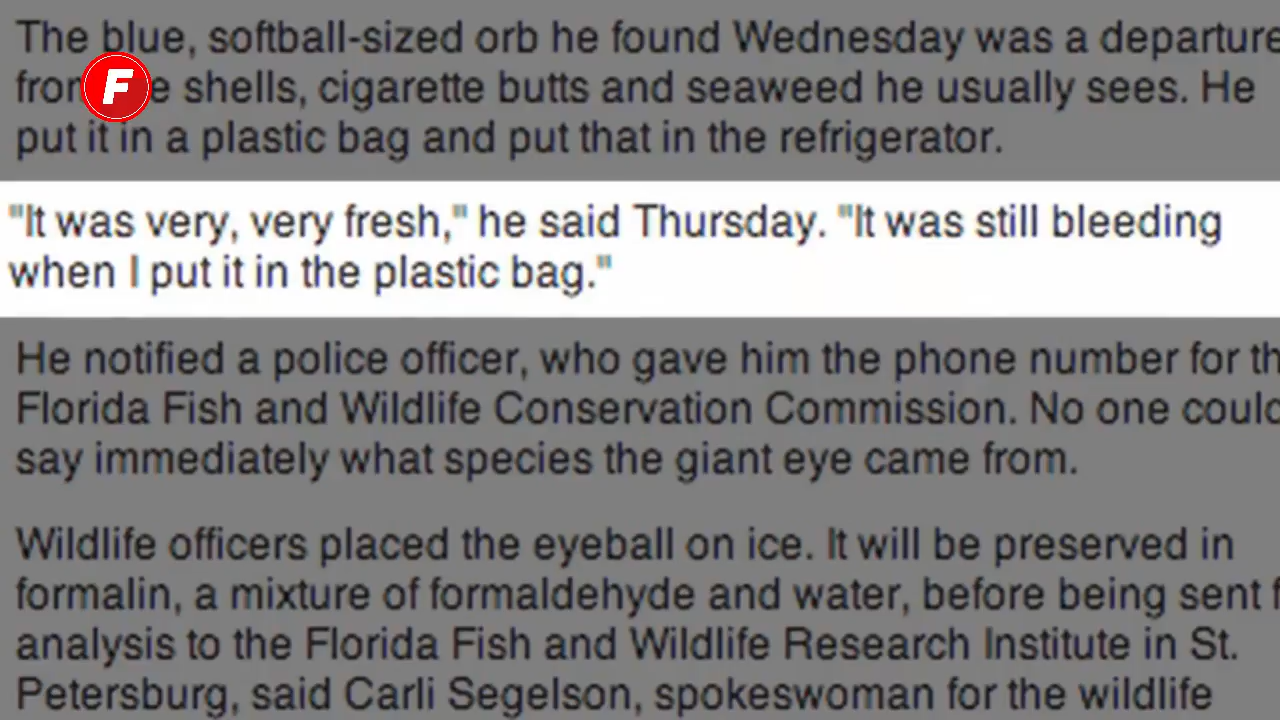 The blue, softball-sized orb he found Wednesday was a departure
F
shells, cigarette butts and seaweed he usually sees. He
put it in a plastic bag and put that in the refrigerator.
"It was very, very fresh," he said Thursday. "It was still bleeding
when I put it in the plastic bag."
He notified a police officer, who gave him the phone number for th
Florida Fish and Wildlife Conservation Commission. No one could
say immediately what species the giant eye came from.
Wildlife officers placed the eyeball on ice. It will be preserved in
formalin, a mixture of formaldehyde and water, before being sent f
analysis to the Florida Fish and Wildlife Research Institute in St.
Petersburg, said Carli Segelson, spokeswoman for the wildlife